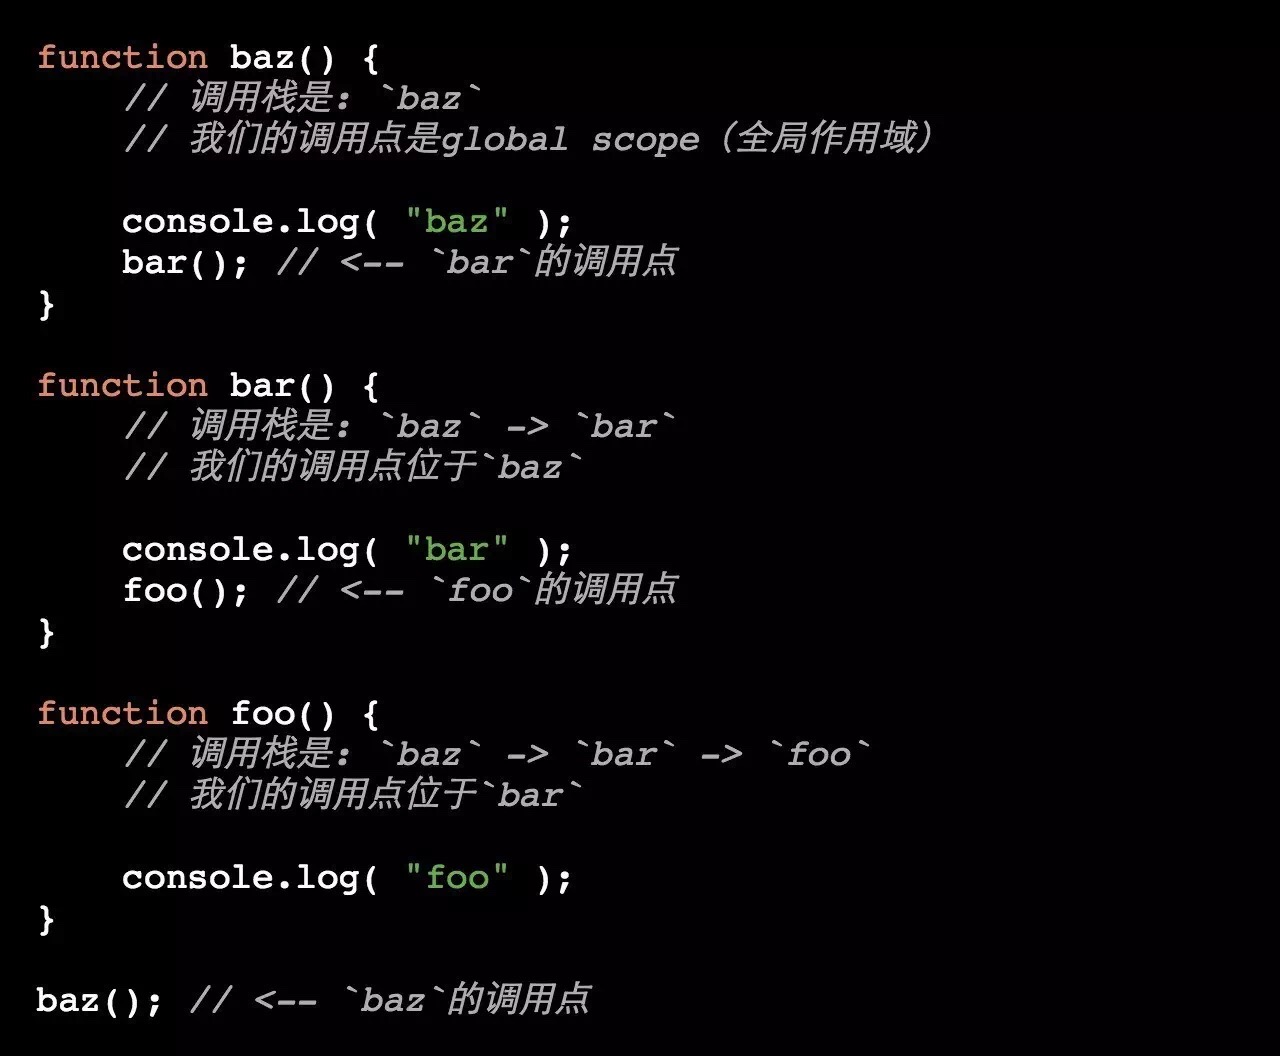 function baz() {
    // 调用栈是: `baz`
    // 我们的调用点是global scope（全局作用域）
    console.log( "baz" );
    bar(); // <-- `bar`的调用点
}
function bar() {
    // 调用栈是: `baz` -> `bar`
    // 我们的调用点位于`baz`
    console.log( "bar" );
    foo(); // <-- `foo`的调用点
}
function foo() {
    // 调用栈是: `baz` -> `bar` -> `foo`
    // 我们的调用点位于`bar`
    console.log( "foo" );
}
baz(); // <-- `baz`的调用点